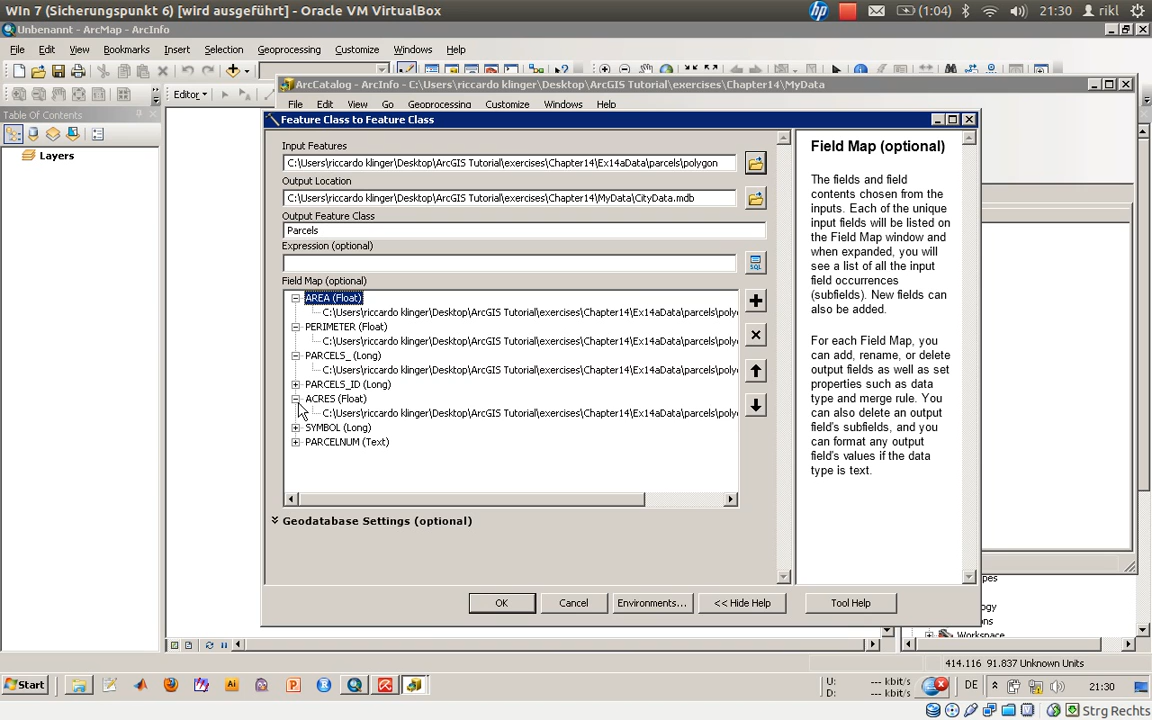 WIn 7 (Sicherungspunkt 6) [wird ausgeführt] - Oracle VM VirtualBox
hp
(1:04)
21:30
rikl
Unbenannt - ArcMap - ArcInfo
File Edit View Bookmarks Insert Selection Geoprocessing Customize Windows Help
Editor
ArcCatalog - ArcInfo - C:\Users\riccardo klinger\Desktop\ArcGIS Tutorial\exercises\Chapter14\MyData
File Edit View Go Geoprocessing Customize Windows Help
Table Of Contents
Layers
Feature Class to Feature Class
Input Features
C:\Users\riccardo klinger\Desktop\ArcGIS Tutorial\exercises\Chapter14\Ex14aData\parcels\polygon
Output Location
C:\Users\riccardo klinger\Desktop\ArcGIS Tutorial\exercises\Chapter14\MyData\CityData.mdb
Output Feature Class
Parcels
Expression (optional)
SQL
Field Map (optional)
AREA (Float)
C:\Users\riccardo klinger\Desktop\ArcGIS Tutorial\exercises\Chapter14\Ex14aData\parcels\poly
PERIMETER (Float)
C:\Users\riccardo klinger\Desktop\ArcGIS Tutorial\exercises\Chapter14\Ex14aData\parcels\poly
PARCELS_ (Long)
C:\Users\riccardo klinger\Desktop\ArcGIS Tutorial\exercises\Chapter14\Ex14aData\parcels\poly
PARCELS_ID (Long)
ACRES (Float)
C:\Users\riccardo klinger\Desktop\ArcGIS Tutorial\exercises\Chapter14\Ex14aData\parcels\poly
SYMBOL (Long)
PARCELNUM (Text)
Geodatabase Settings (optional)
OK Cancel Environments... << Hide Help Tool Help
Field Map (optional)
The fields and field
contents chosen from the
inputs. Each of the unique
input fields will be listed on
the Field Map window and
when expanded, you will
see a list of all the input
field occurrences
(subfields). New fields can
also be added.
For each Field Map, you
can add, rename, or delete
output fields as well as set
properties such as data
type and merge rule. You
can also delete an output
field's subfields, and you
can format any output
field's values if the data
type is text.
Workspace
414.116 91.837 Unknown Units
Start
U: --- kbit/s
D: --- kbit/s
DE
21:30
Strg Rechts